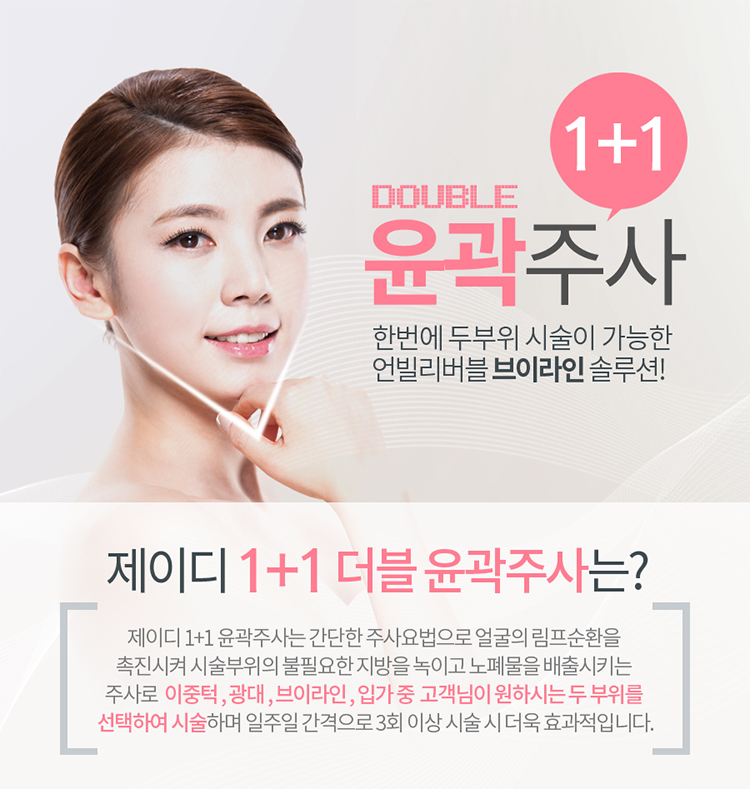 1+1
DOUBLE
윤곽주사
한번에 두부위 시술이 가능한
언빌리버블 브이라인 솔루션!
제이디 1+1 더블 윤곽주사는?
제이디 1+1 윤곽주사는 간단한 주사요법으로 얼굴의 림프순환을
촉진시켜 시술부위의 불필요한 지방을 녹이고 노폐물을 배출시키는
주사로 이중턱 , 광대 , 브이라인 , 입가 중 고객님이 원하시는 두 부위를
선택하여 시술하며 일주일 간격으로 3회 이상 시술 시 더욱 효과적입니다.